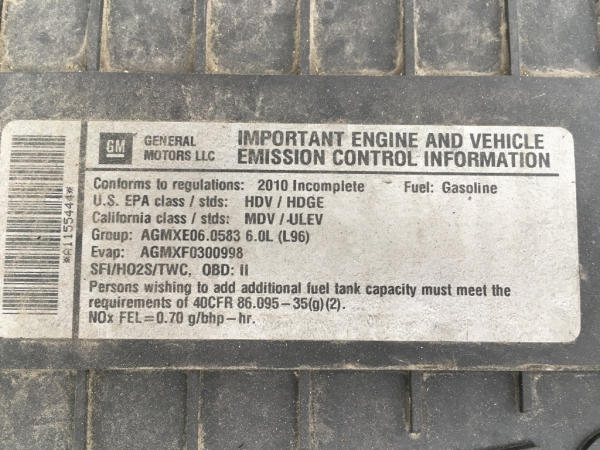 GM
GENERAL
MOTORS LLC
IMPORTANT ENGINE AND VEHICLE
EMISSION CONTROL INFORMATION
Conforms to regulations: 2010 Incomplete Fuel: Gasoline
U.S. EPA class / stds: HDV / HDGE
California class / stds: MDV / ULEV
Group: AGMXE06.0583 6.0L (L96)
Evap: AGMXF0300998
SFI/HO2S/TWC, OBD: II
Persons wishing to add additional fuel tank capacity must meet the
requirements of 40CFR 86.095-35(g)(2).
NOx FEL=0.70 g/bhp-hr.
*A1155444*